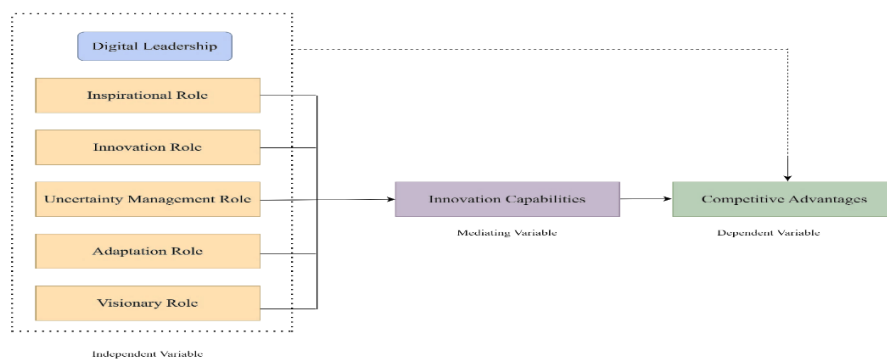 Digital Leadership
Inspirational Role
Innovation Role
Uncertainty Management Role
Adaptation Role
Visionary Role
Independent Variable
Innovation Capabilities
Mediating Variable
Competitive Advantages
Dependent Variable